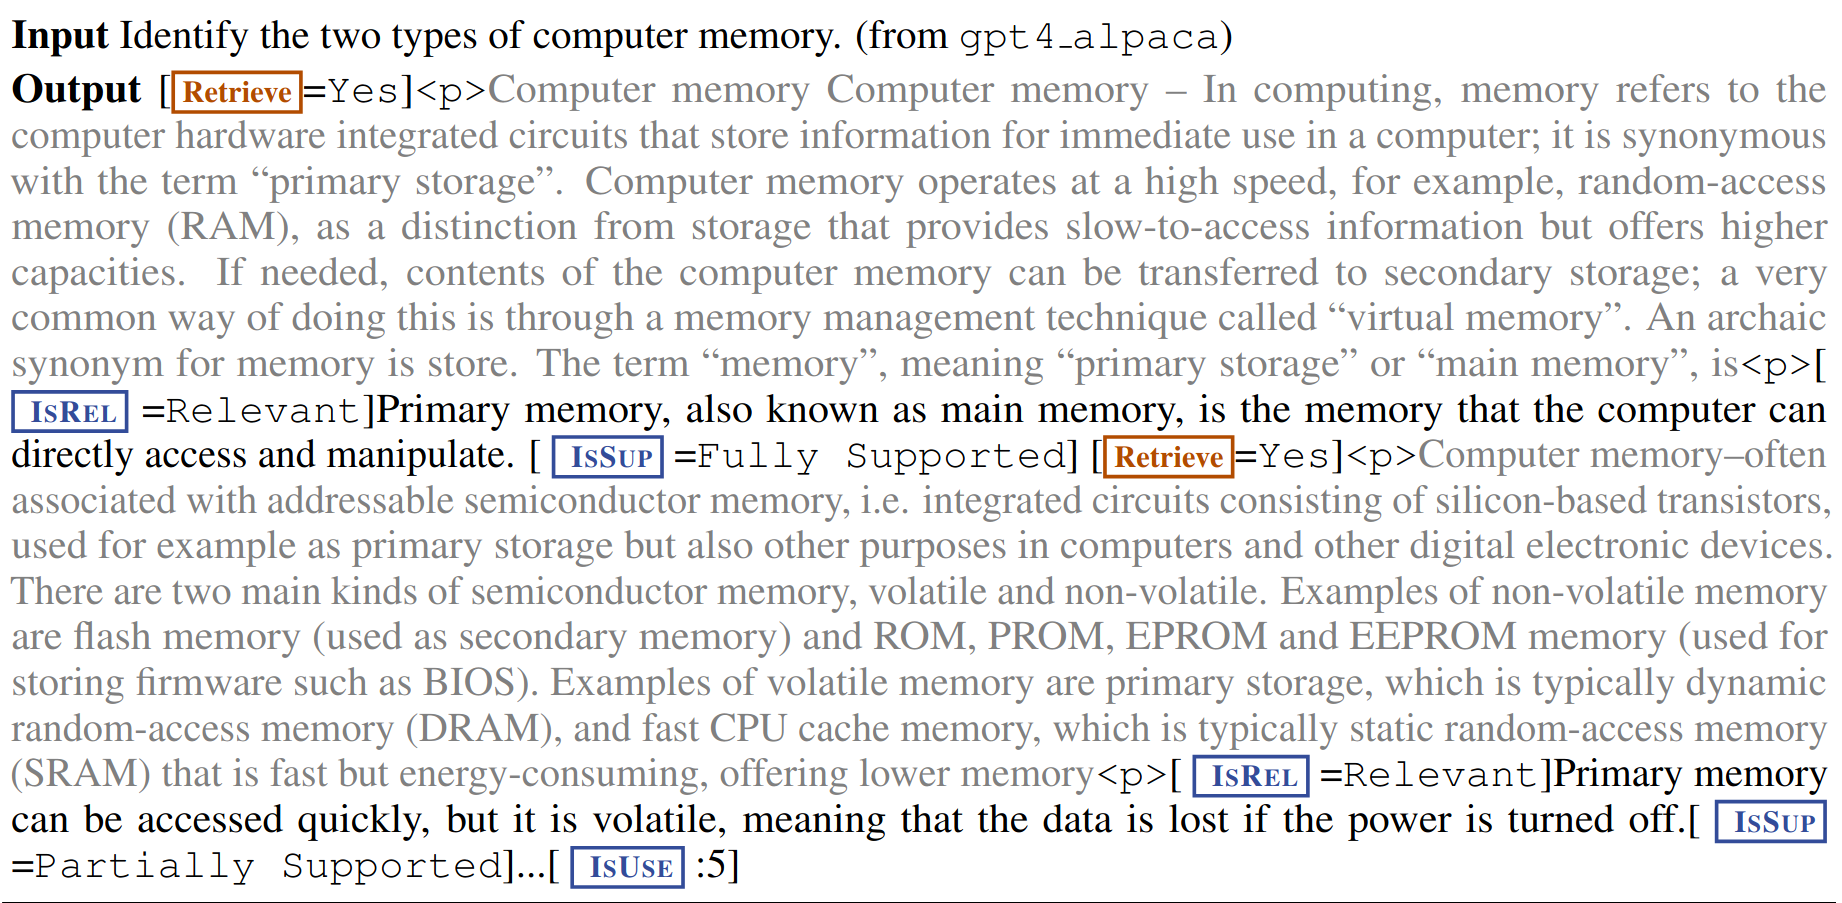 Input Identify the two types of computer memory. (from gpt4_alpaca)
Output [Retrieve=Yes]<p>Computer memory Computer memory – In computing, memory refers to the
computer hardware integrated circuits that store information for immediate use in a computer; it is synonymous
with the term “primary storage”. Computer memory operates at a high speed, for example, random-access
memory (RAM), as a distinction from storage that provides slow-to-access information but offers higher
capacities. If needed, contents of the computer memory can be transferred to secondary storage; a very
common way of doing this is through a memory management technique called “virtual memory”. An archaic
synonym for memory is store. The term “memory”, meaning “primary storage” or “main memory”, is<p>[
ISREL =Relevant]Primary memory, also known as main memory, is the memory that the computer can
directly access and manipulate. [ ISSUP =Fully Supported] [Retrieve=Yes]<p>Computer memory–often
associated with addressable semiconductor memory, i.e. integrated circuits consisting of silicon-based transistors,
used for example as primary storage but also other purposes in computers and other digital electronic devices.
There are two main kinds of semiconductor memory, volatile and non-volatile. Examples of non-volatile memory
are flash memory (used as secondary memory) and ROM, PROM, EPROM and EEPROM memory (used for
storing firmware such as BIOS). Examples of volatile memory are primary storage, which is typically dynamic
random-access memory (DRAM), and fast CPU cache memory, which is typically static random-access memory
(SRAM) that is fast but energy-consuming, offering lower memory<p>[ ISREL =Relevant]Primary memory
can be accessed quickly, but it is volatile, meaning that the data is lost if the power is turned off.[ ISSUP
=Partially Supported]...[ ISUSE :5]